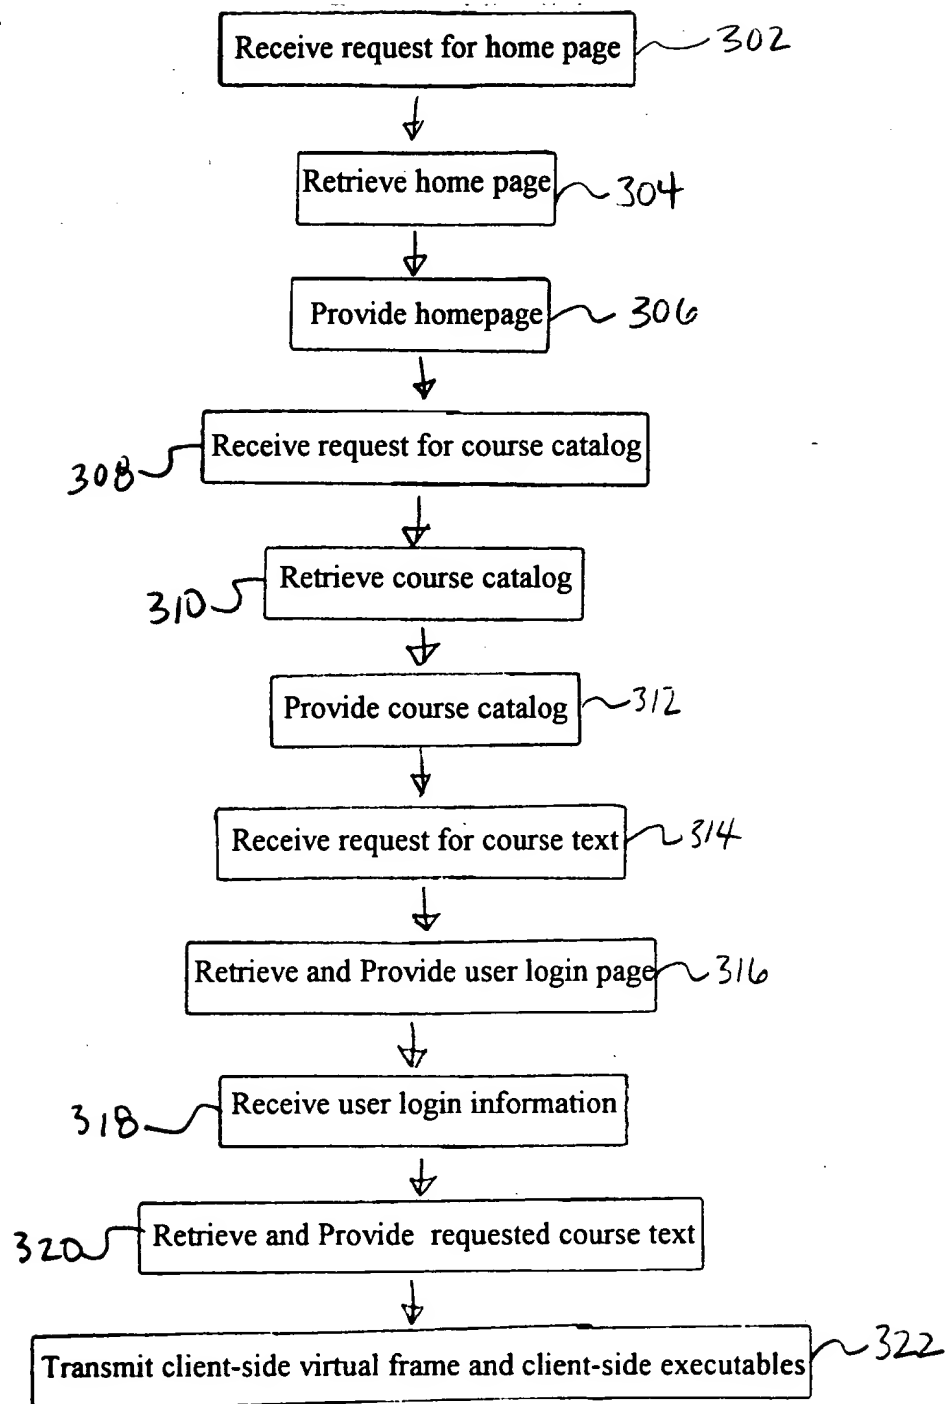 Receive request for home page 302
Retrieve home page 304
Provide homepage 306
308 Receive request for course catalog
310 Retrieve course catalog
Provide course catalog 312
Receive request for course text 314
Retrieve and Provide user login page 316
318 Receive user login information
320 Retrieve and Provide requested course text
Transmit client-side virtual frame and client-side executables 322